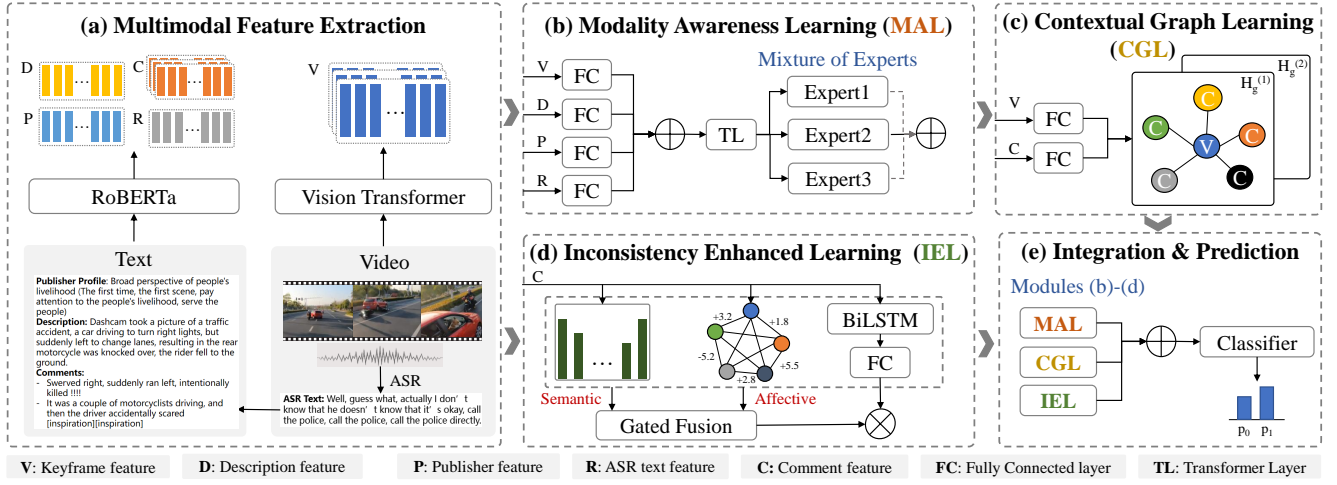 (a) Multimodal Feature Extraction
D
...
C
...
P
...
R
...
V
...
RoBERTa
Vision Transformer
Text
Publisher Profile: Broad perspective of people's
livelihood (The first time, the first scene, pay
attention to the people's livelihood, serve the
people)
Description: Dashcam took a picture of a traffic
accident, a car driving to turn right lights, but
suddenly left to change lanes, resulting in the rear
motorcycle was knocked over, the rider fell to the
ground.
Comments:
- Swerved right, suddenly ran left, intentionally
killed !!!!
- It was a couple of motorcyclists driving, and
then the driver accidentally scared
[inspiration][inspiration]
Video
ASR
ASR Text: Well, guess what, actually I don' t
know that he doesn' t know that it' s okay, call
the police, call the police, call the police directly.
(b) Modality Awareness Learning (MAL)
Mixture of Experts
V
FC
D
FC
P
FC
R
FC
TL
Expert1
Expert2
Expert3
(c) Contextual Graph Learning
(CGL)
V
FC
C
FC
Hg(2)
Hg(1)
C
C
C
V
C
C
(d) Inconsistency Enhanced Learning (IEL)
C
...
+3.2
+1.8
-5.2
+5.5
+2.8
BiLSTM
FC
Semantic
Affective
Gated Fusion
(e) Integration & Prediction
Modules (b)-(d)
MAL
CGL
IEL
Classifier
p0
p1
V: Keyframe feature
D: Description feature
P: Publisher feature
R: ASR text feature
C: Comment feature
FC: Fully Connected layer
TL: Transformer Layer